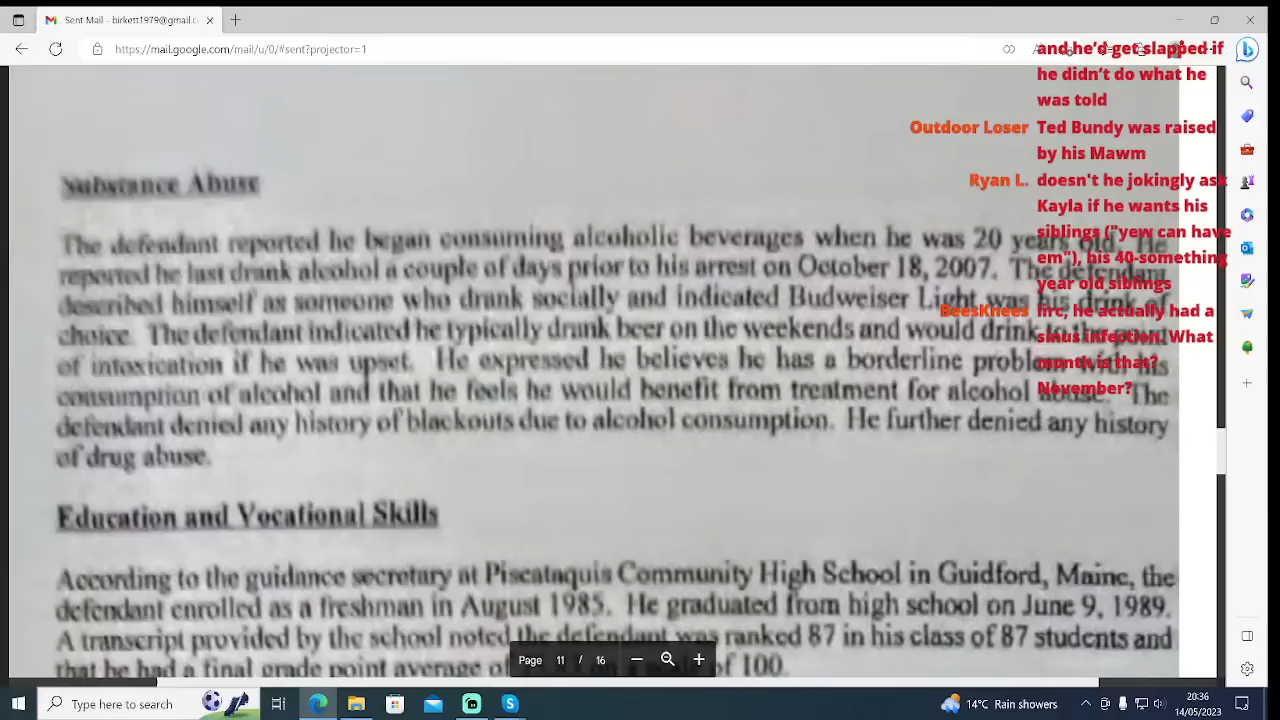 Sent Mail - birkett1979@gmail.c
https://mail.google.com/mail/u/0/#sent?projector=1
and he'd get slapped if
he didn't do what he
was told
Outdoor Loser Ted Bundy was raised
by his Mawm
Ryan L. doesn't he jokingly ask
Kayla if he wants his
siblings ("yew can have
em"), his 40-something
year old siblings
BeesKnees Iirc, he actually had a
sinus infection. What
month is that?
November?
Substance Abuse
The defendant reported he began consuming alcoholic beverages when he was 20 years old. He
reported he last drank alcohol a couple of days prior to his arrest on October 18, 2007. The defendant
described himself as someone who drank socially and indicated Budweiser Light was his drink of
choice. The defendant indicated he typically drank beer on the weekends and would drink
of intoxication if he was upset. He expressed he believes he has a borderline problem
consumption of alcohol and that he feels he would benefit from treatment for alcohol abuse. The
defendant denied any history of blackouts due to alcohol consumption. He further denied any history
of drug abuse.
Education and Vocational Skills
According to the guidance secretary at Piscataquis Community High School in Guidford, Maine, the
defendant enrolled as a freshman in August 1985. He graduated from high school on June 9, 1989.
A transcript provided by the school noted the defendant was ranked 87 in his class of 87 students and
that he had a final grade point average of of 100.
Page 11 / 16
Type here to search
14°C Rain showers
20:36
14/05/2023